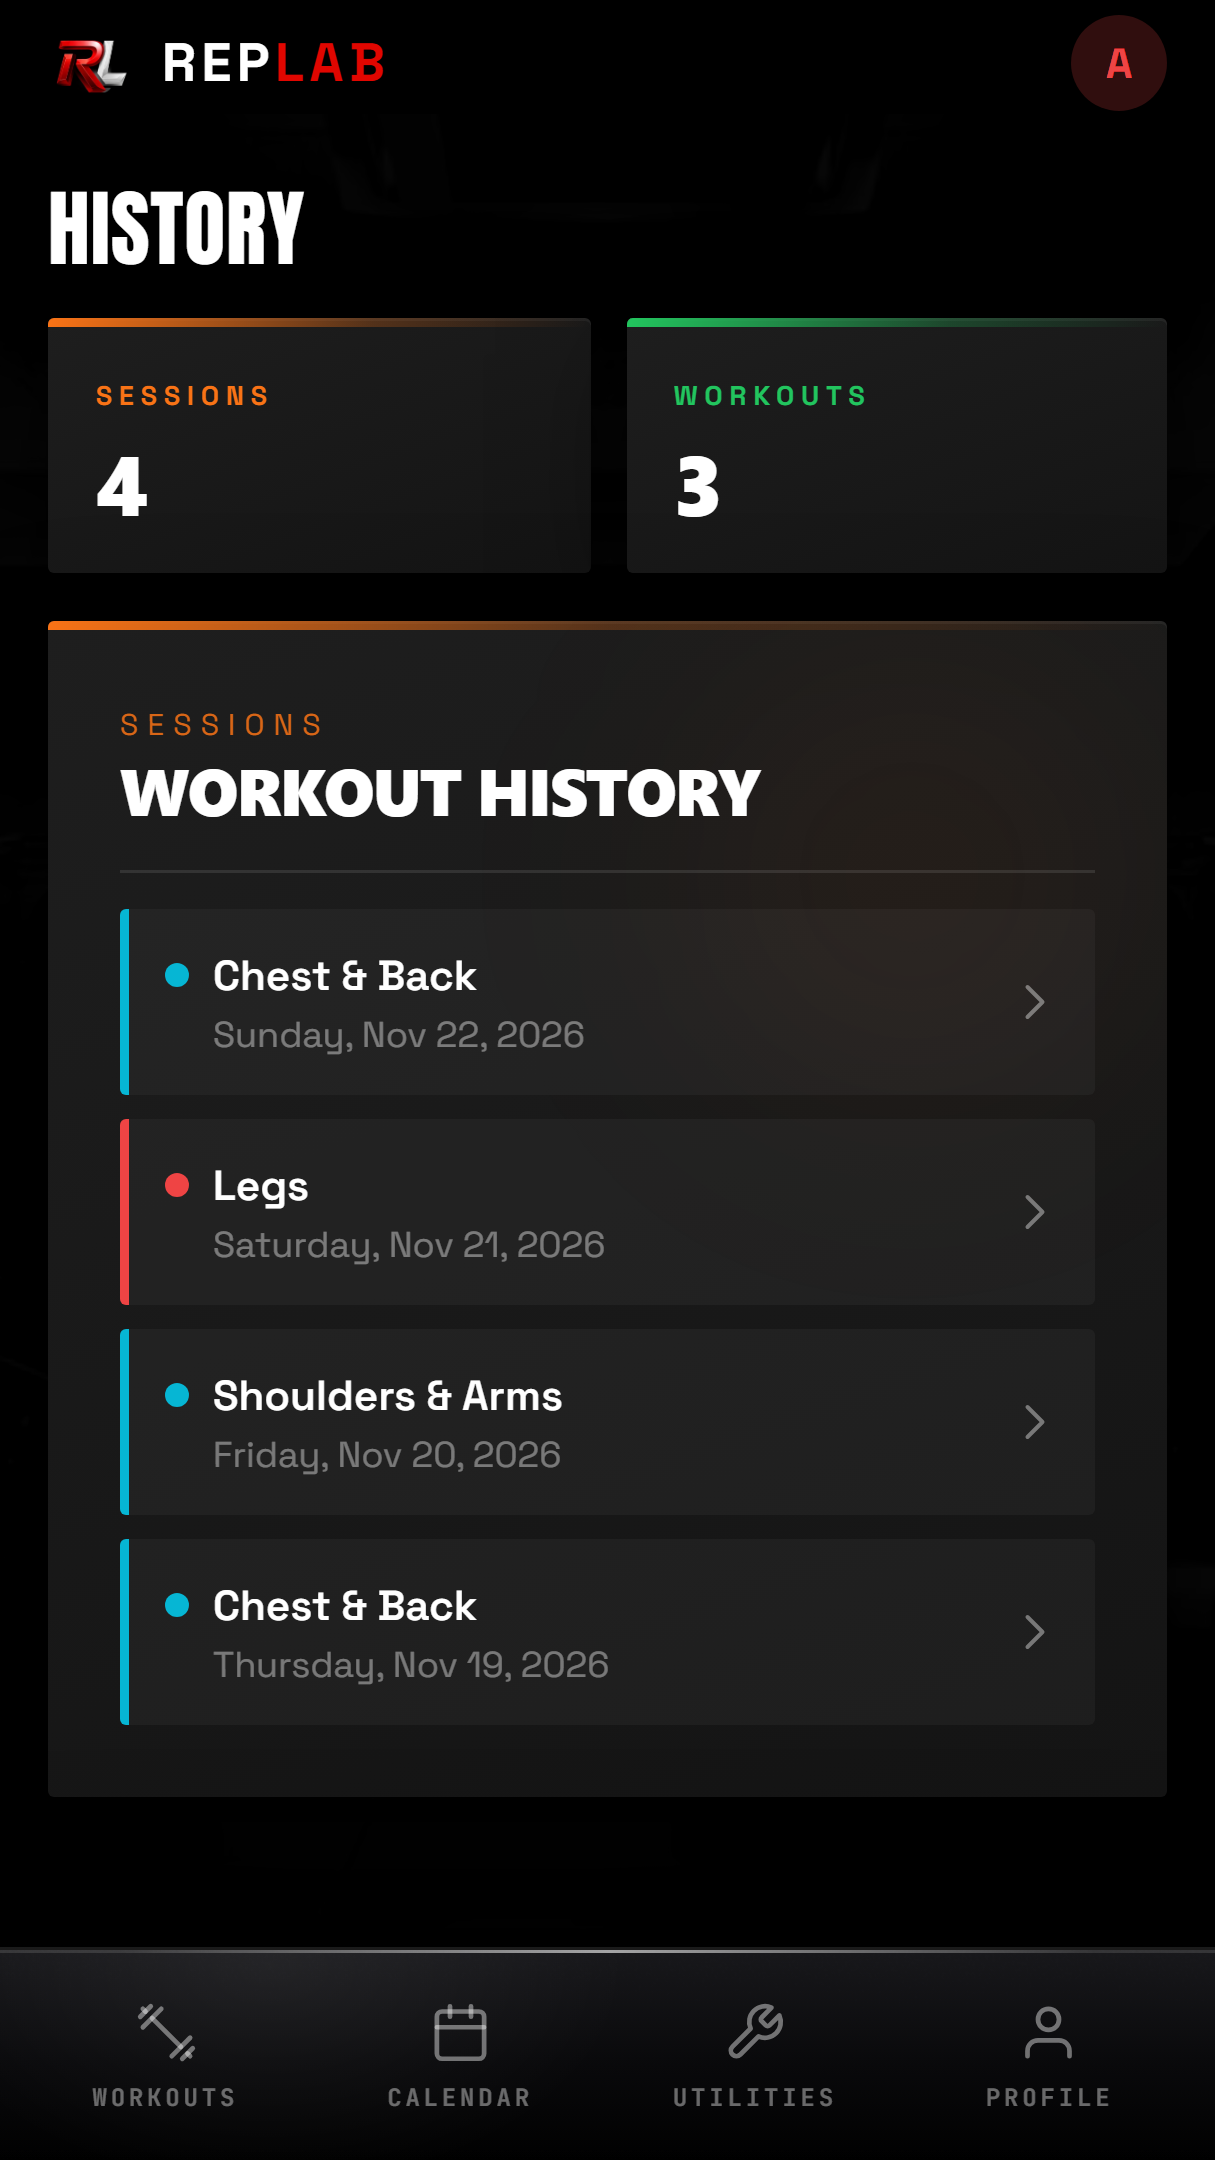 RL REPLAB
A
HISTORY
SESSIONS
4
WORKOUTS
3
SESSIONS
WORKOUT HISTORY
Chest & Back
Sunday, Nov 22, 2026
Legs
Saturday, Nov 21, 2026
Shoulders & Arms
Friday, Nov 20, 2026
Chest & Back
Thursday, Nov 19, 2026
WORKOUTS
CALENDAR
UTILITIES
PROFILE